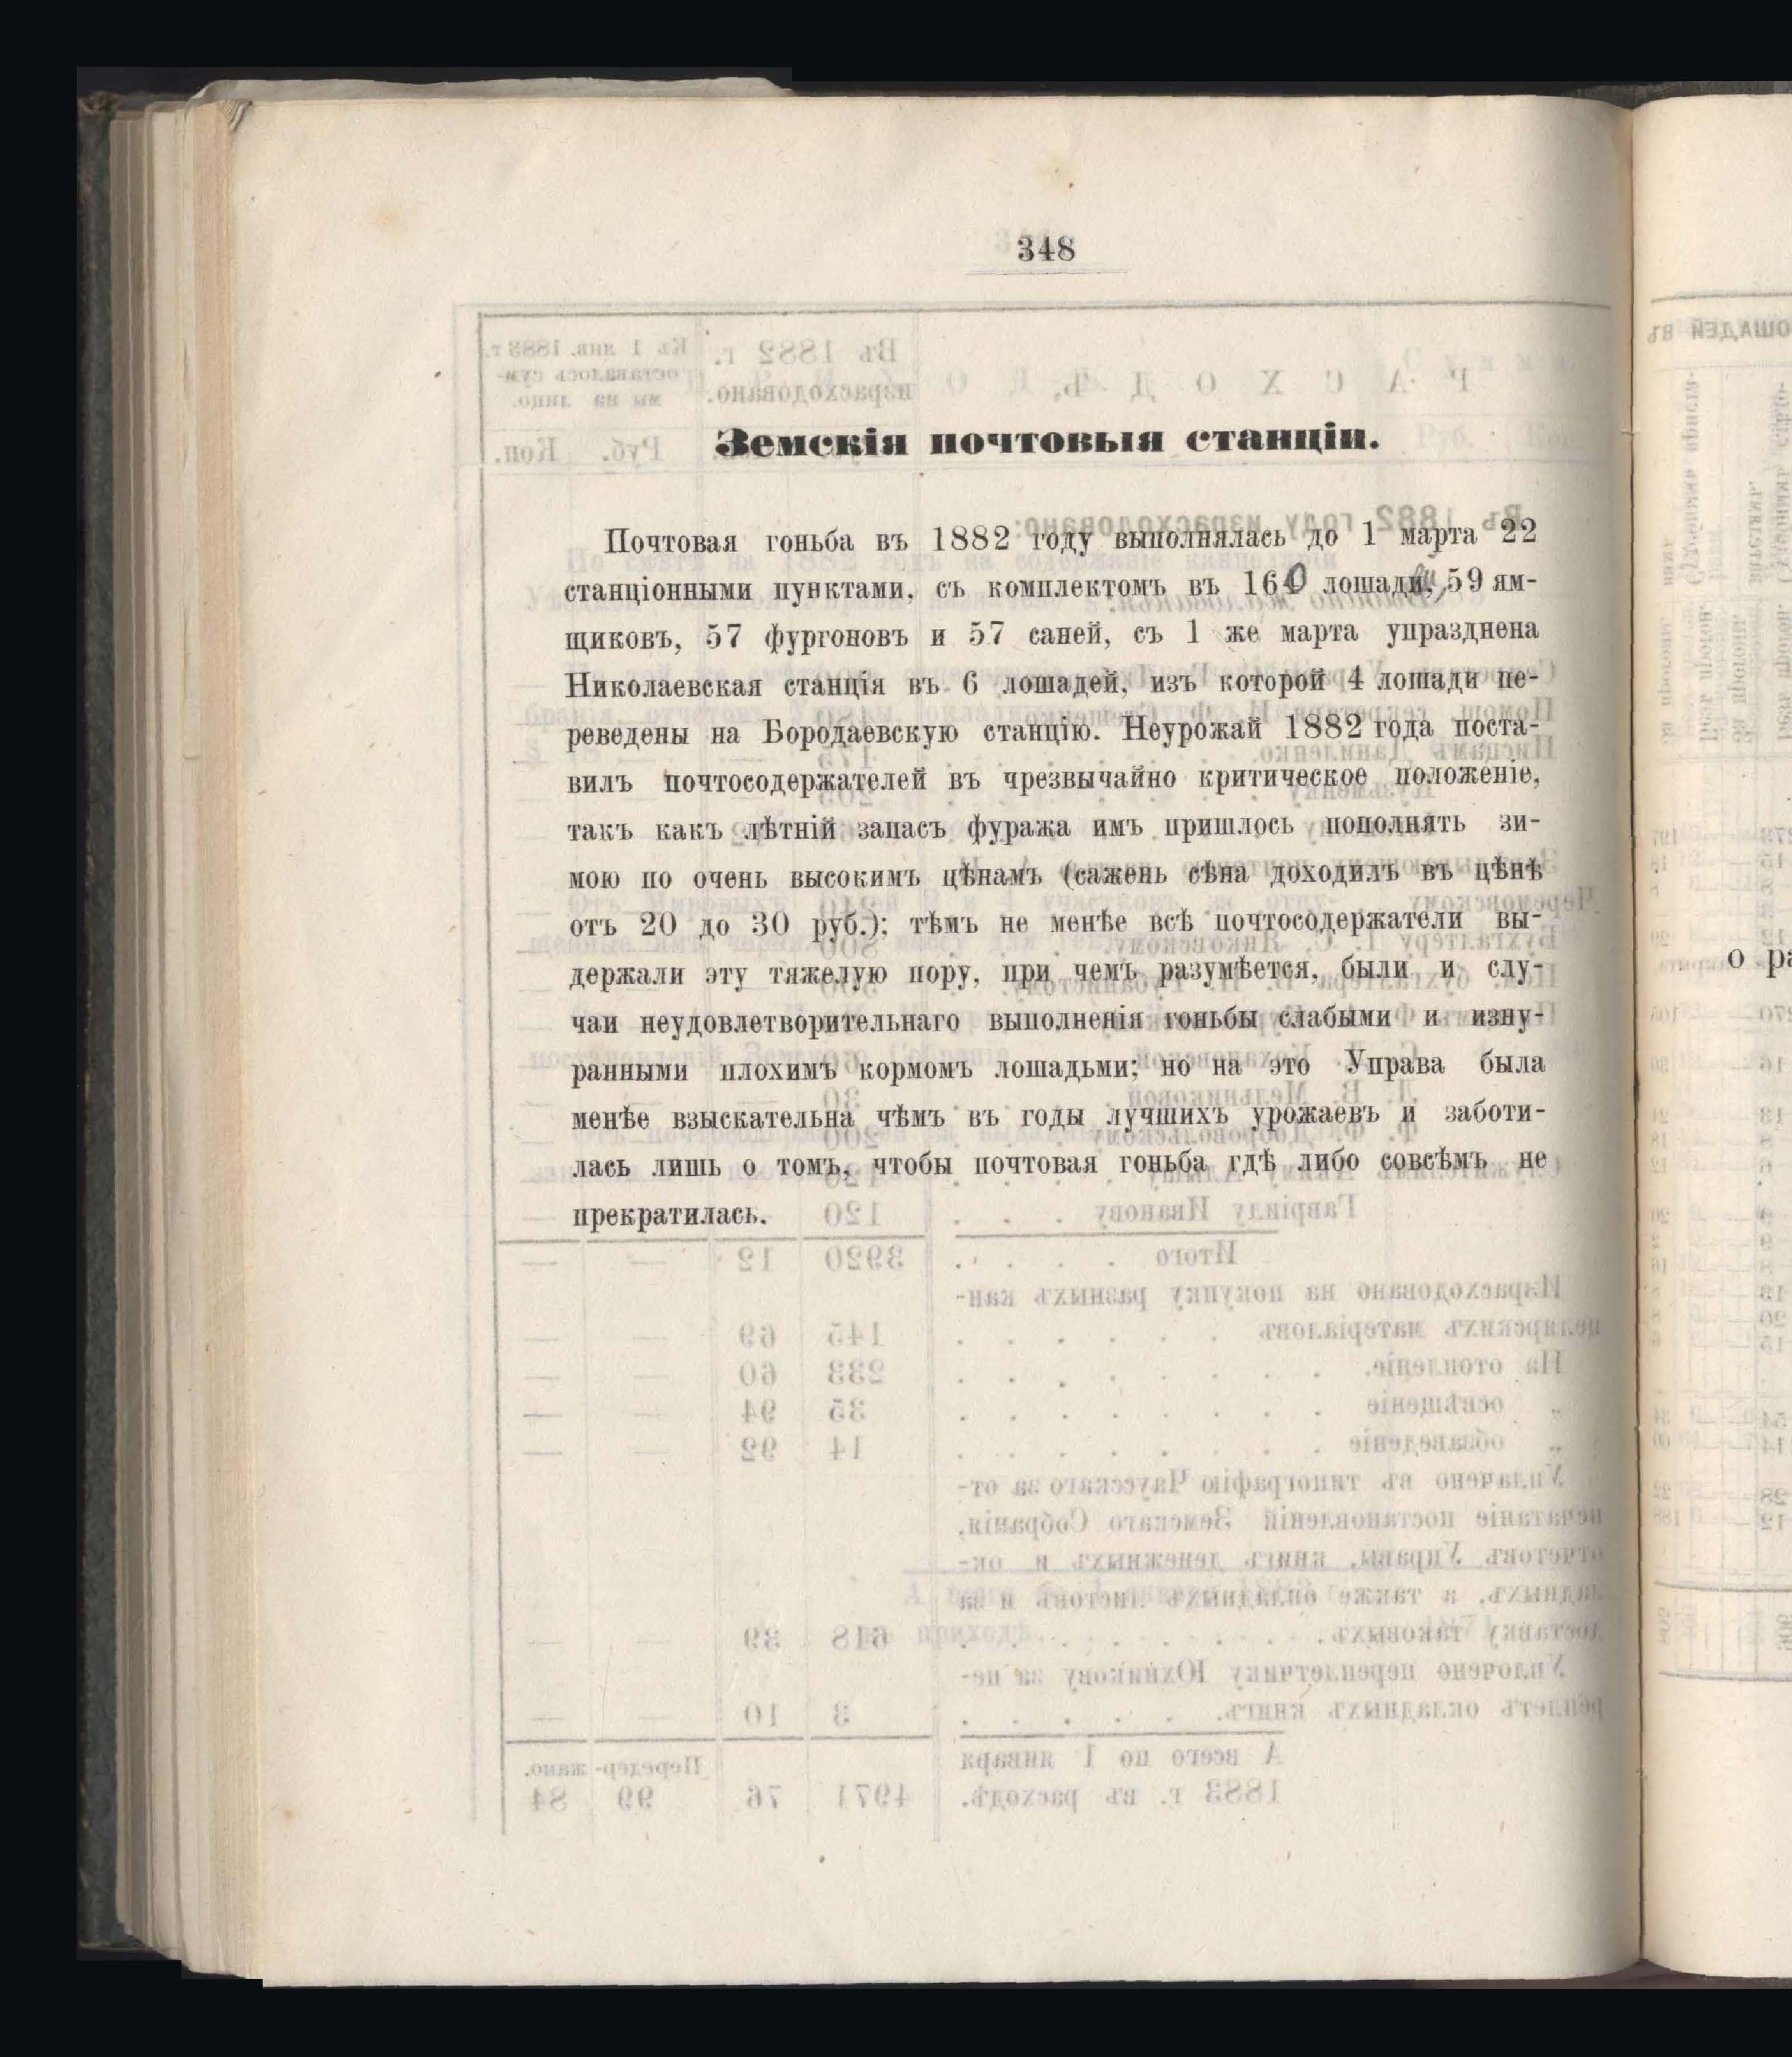 348
Земскія почтовыя станціи.
Почтовая гоньба въ 1882 году выполнялась до 1 марта 22
станціонными пунктами, съ комплектомъ въ 160 лошадей, 59 ям-
щиковъ, 57 фургоновъ и 57 саней, съ 1 же марта упразднена
Николаевская станція въ 6 лошадей, изъ которой 4 лошади пе-
реведены на Бородаевскую станцію. Неурожай 1882 года поста-
вилъ почтосодержателей въ чрезвычайно критическое положеніе,
такъ какъ лѣтній запасъ фуража имъ пришлось пополнять зи-
мою по очень высокимъ цѣнамъ (сажень сѣна доходилъ въ цѣнѣ
отъ 20 до 30 руб.); тѣмъ не менѣе всѣ почтосодержатели вы-
держали эту тяжелую пору, при чемъ разумѣется, были и слу-
чаи неудовлетворительнаго выполненія гоньбы слабыми и изну-
ранными плохимъ кормомъ лошадьми; но на это Управа была
менѣе взыскательна чѣмъ въ годы лучшихъ урожаевъ и заботи-
лась лишь о томъ, чтобы почтовая гоньба гдѣ либо совсѣмъ не
прекратилась.